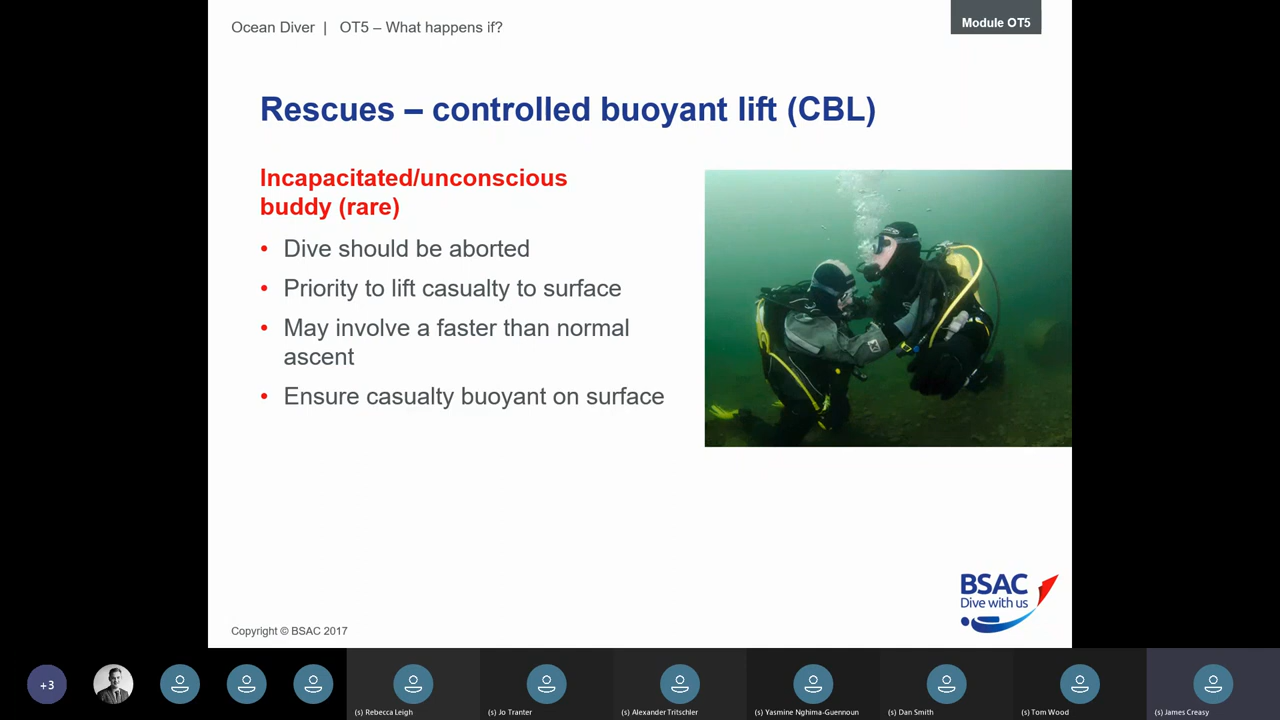 Ocean Diver | OT5 – What happens if?
Module OT5
Rescues – controlled buoyant lift (CBL)
Incapacitated/unconscious
buddy (rare)
• Dive should be aborted
• Priority to lift casualty to surface
• May involve a faster than normal
ascent
• Ensure casualty buoyant on surface
BSAC
Dive with us
Copyright © BSAC 2017
+3
(s) Rebecca Leigh
(s) Jo Tranter
(s) Alexander Tritschler
(s) Yasmine Nghima-Guennoun
(s) Dan Smith
(s) Tom Wood
(s) James Creasy